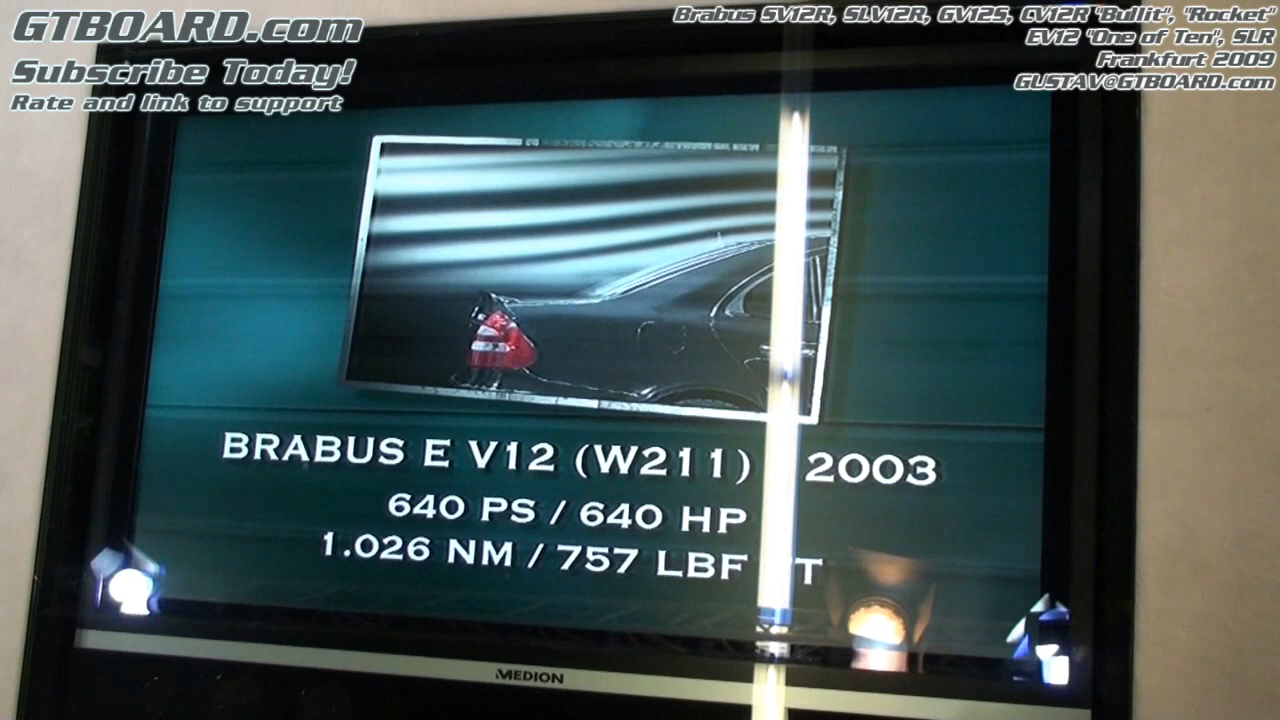 GTBOARD.com
Subscribe Today!
Rate and link to support
Brabus SV12R, SLV12R, GV12S, CV12R "Bullit", "Rocket"
EV12 "One of Ten", SLR
Frankfurt 2009
GUSTAV@GTBOARD.com
BRABUS E V12 (W211) 2003
640 PS / 640 HP
1.026 NM / 757 LBF T
MEDION